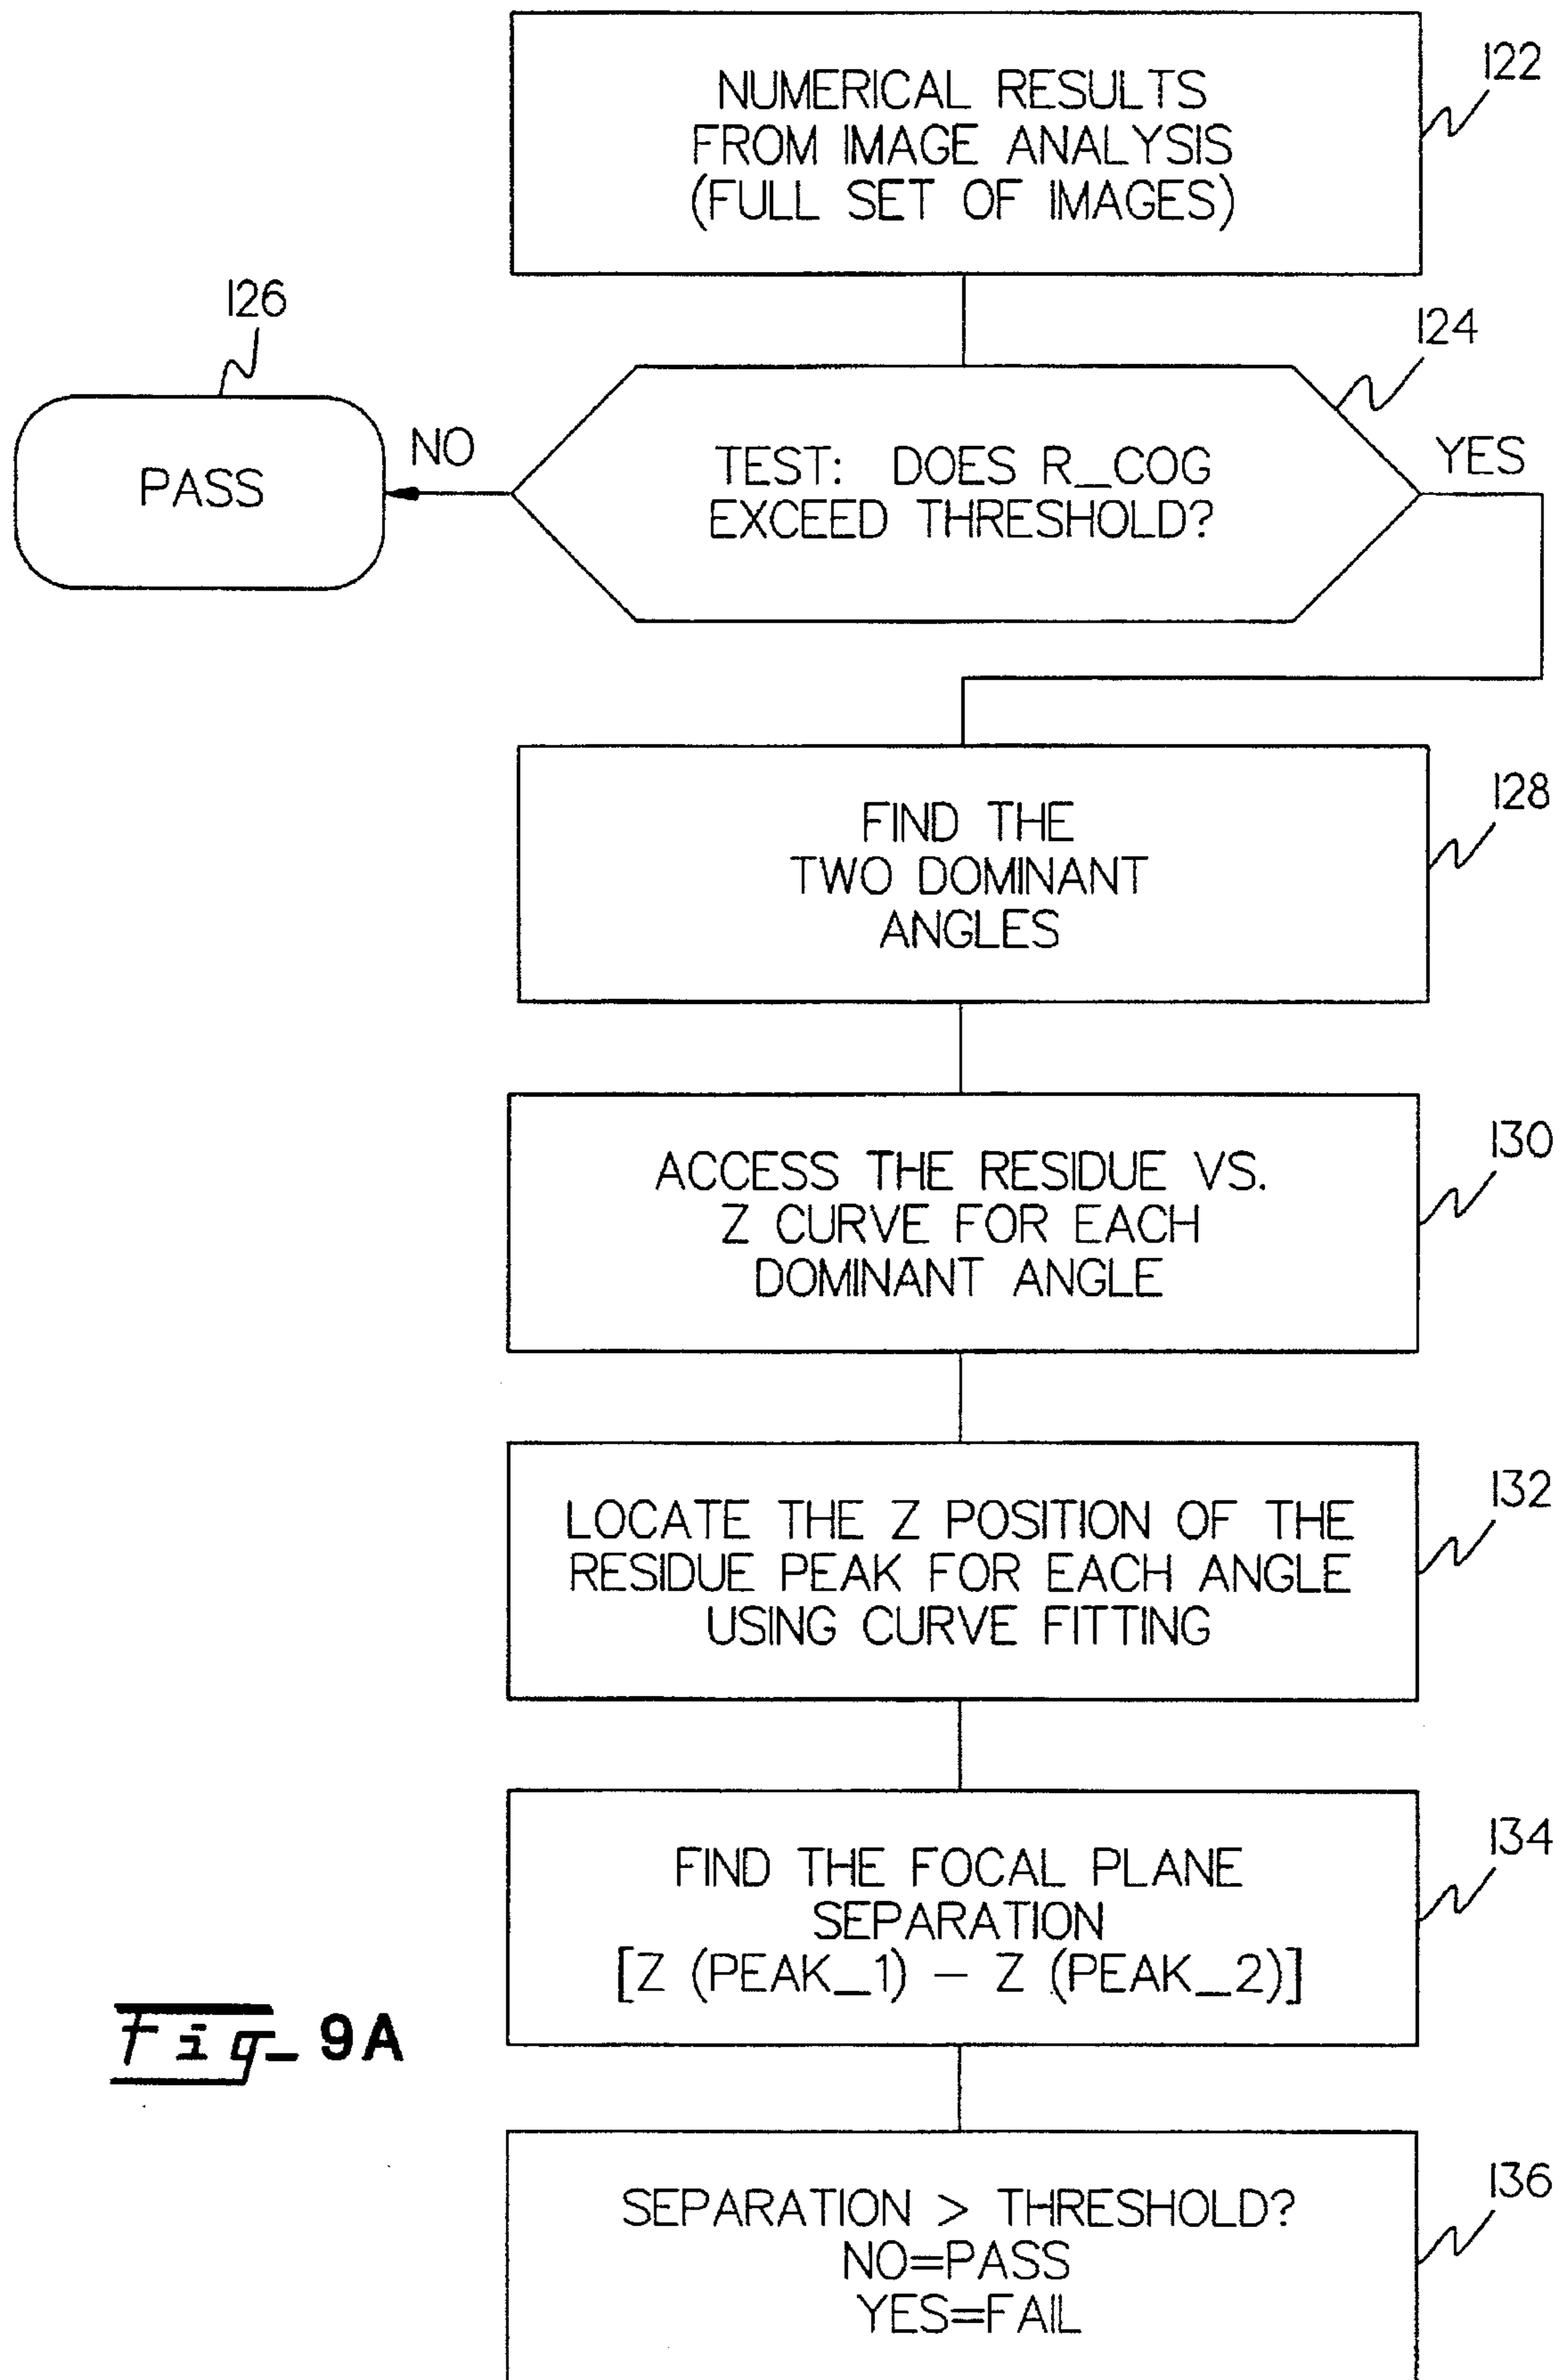 NUMERICAL RESULTS
FROM IMAGE ANALYSIS
(FULL SET OF IMAGES)
122
126
124
PASS
NO
TEST: DOES R_COG
EXCEED THRESHOLD?
YES
FIND THE
TWO DOMINANT
ANGLES
128
ACCESS THE RESIDUE VS.
Z CURVE FOR EACH
DOMINANT ANGLE
130
LOCATE THE Z POSITION OF THE
RESIDUE PEAK FOR EACH ANGLE
USING CURVE FITTING
132
FIND THE FOCAL PLANE
SEPARATION
[Z (PEAK_1) – Z (PEAK_2)]
134
Fig_ 9A
SEPARATION > THRESHOLD?
NO=PASS
YES=FAIL
136